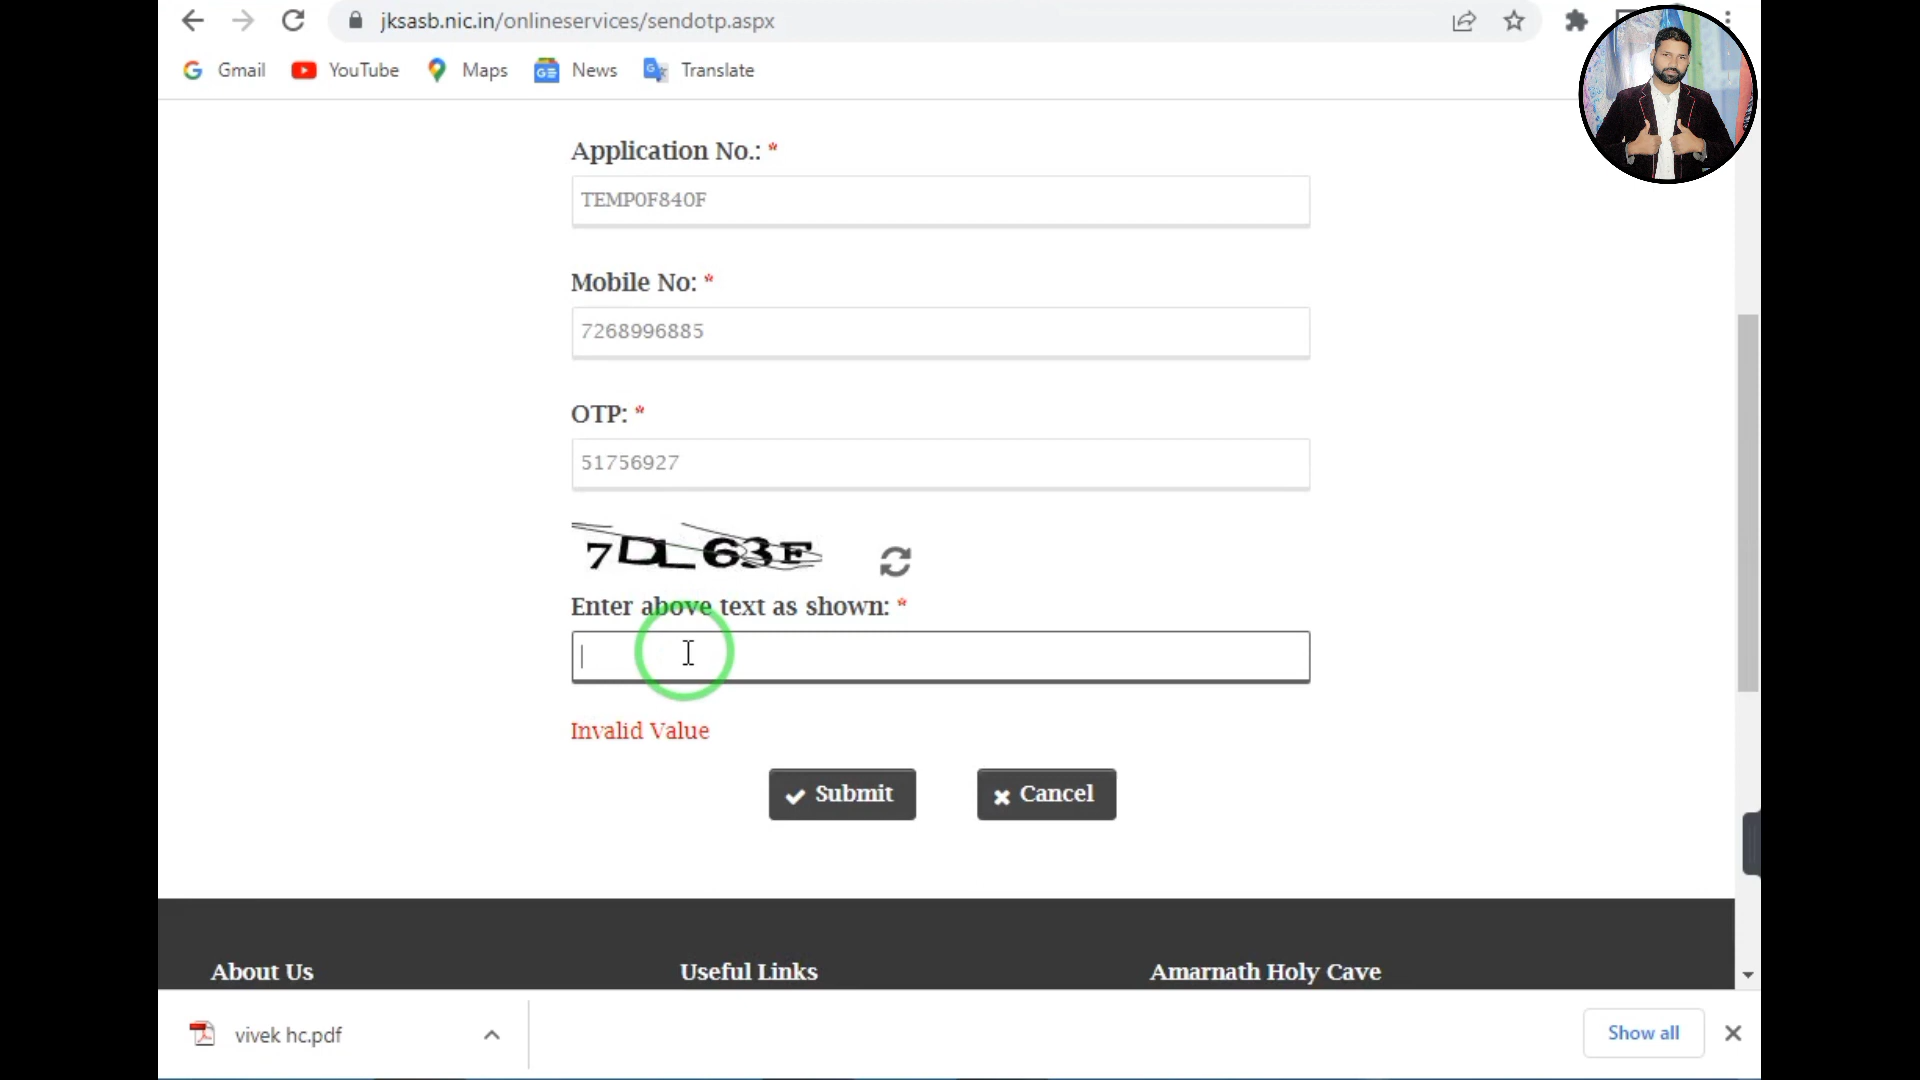 jksasb.nic.in/onlineservices/sendotp.aspx
Gmail YouTube Maps News Translate
Application No.: *
TEMP0F840F
Mobile No: *
7268996885
OTP: *
51756927
7DL63F
Enter above text as shown: *
Invalid Value
Submit Cancel
About Us Useful Links Amarnath Holy Cave
vivek hc.pdf Show all